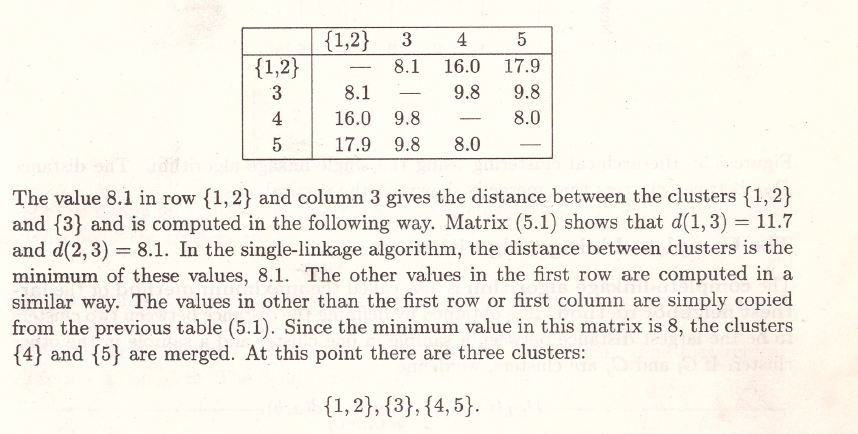 {1,2} 3 4 5
{1,2} — 8.1 16.0 17.9
3 8.1 — 9.8 9.8
4 16.0 9.8 — 8.0
5 17.9 9.8 8.0 —
The value 8.1 in row {1, 2} and column 3 gives the distance between the clusters {1, 2}
and {3} and is computed in the following way. Matrix (5.1) shows that d(1, 3) = 11.7
and d(2, 3) = 8.1. In the single-linkage algorithm, the distance between clusters is the
minimum of these values, 8.1. The other values in the first row are computed in a
similar way. The values in other than the first row or first column are simply copied
from the previous table (5.1). Since the minimum value in this matrix is 8, the clusters
{4} and {5} are merged. At this point there are three clusters:
{1, 2}, {3}, {4, 5}.